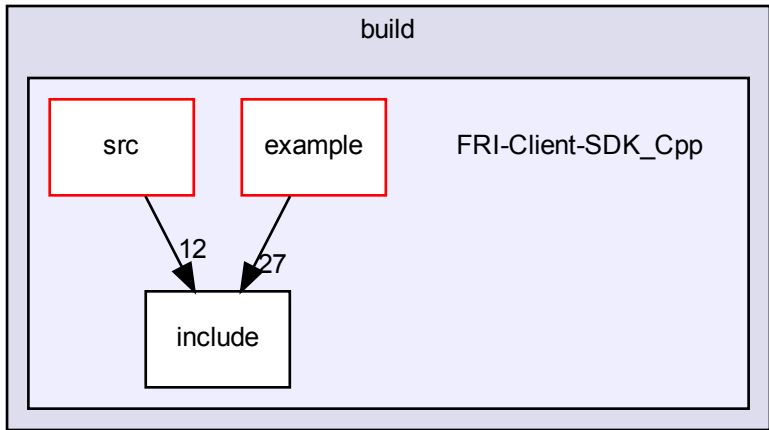 build
src
example
FRI-Client-SDK_Cpp
12
27
include